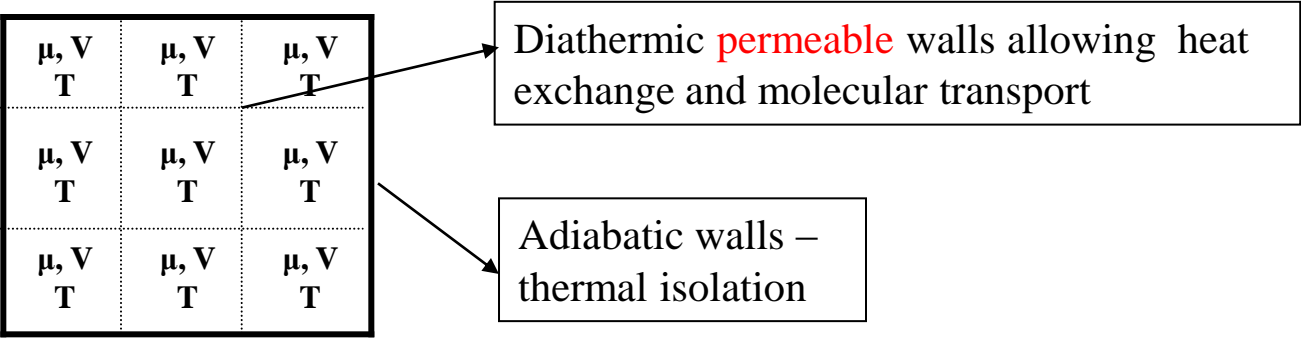 μ, V μ, V μ, V
T T T
μ, V μ, V μ, V
T T T
μ, V μ, V μ, V
T T T
Diathermic permeable walls allowing heat
exchange and molecular transport
Adiabatic walls –
thermal isolation